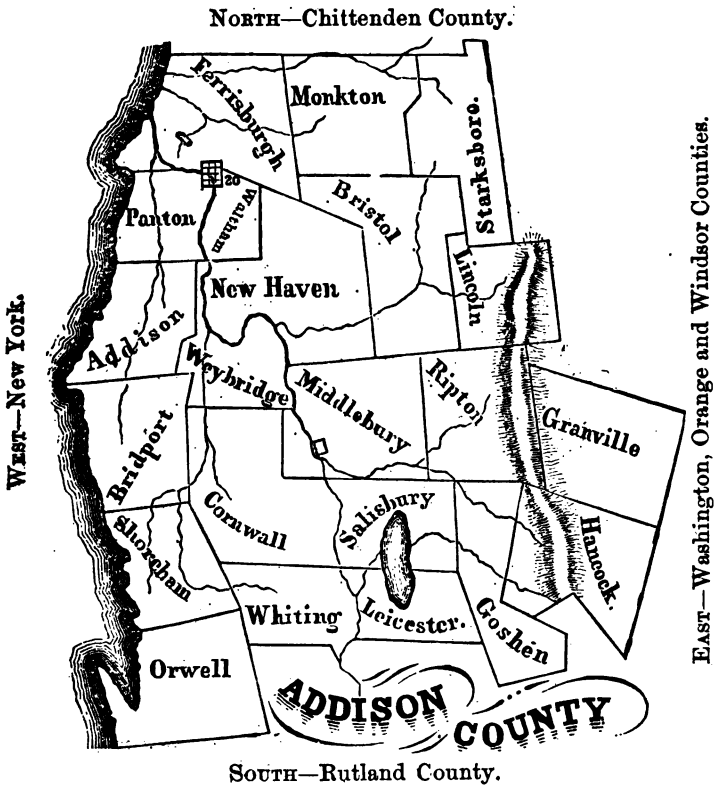 NORTH—Chittenden County.
Ferrisburgh
Monkton
Starksboro.
20
Panton
Waltham
Bristol
Lincoln
New Haven
Addison
Weybridge
Middlebury
Ripton
Granville
Bridport
Cornwall
Salisbury
Hancock.
Shoreham
Whiting
Leicester.
Goshen
Orwell
ADDISON
COUNTY
WEST—New York.
EAST—Washington, Orange and Windsor Counties.
SOUTH—Rutland County.